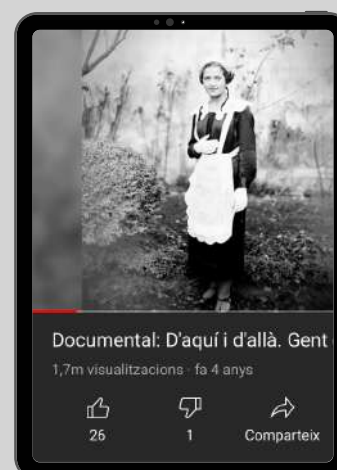 Documental: D'aquí i d'allà. Gent
1,7m visualitzacions · fa 4 anys
26
1
Comparteix